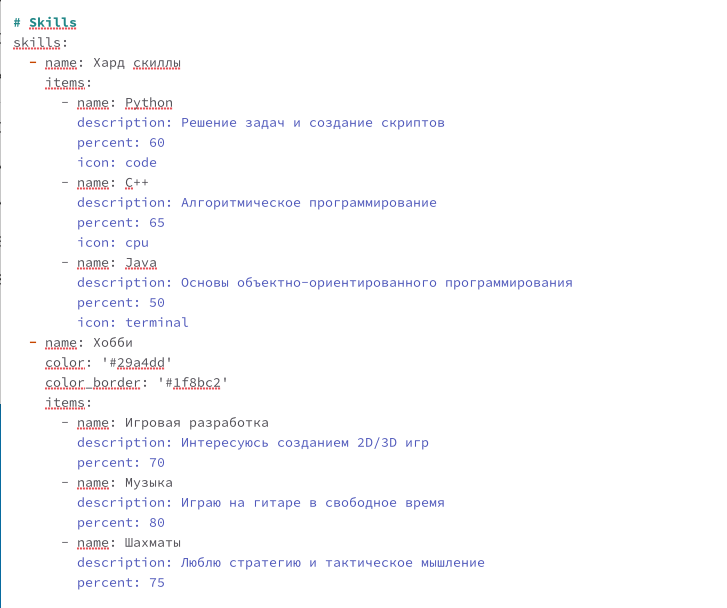 # Skills
skills:
  - name: Хард скиллы
    items:
      - name: Python
        description: Решение задач и создание скриптов
        percent: 60
        icon: code
      - name: C++
        description: Алгоритмическое программирование
        percent: 65
        icon: cpu
      - name: Java
        description: Основы объектно-ориентированного программирования
        percent: 50
        icon: terminal
  - name: Хобби
    color: '#29a4dd'
    color_border: '#1f8bc2'
    items:
      - name: Игровая разработка
        description: Интересуюсь созданием 2D/3D игр
        percent: 70
      - name: Музыка
        description: Играю на гитаре в свободное время
        percent: 80
      - name: Шахматы
        description: Люблю стратегию и тактическое мышление
        percent: 75